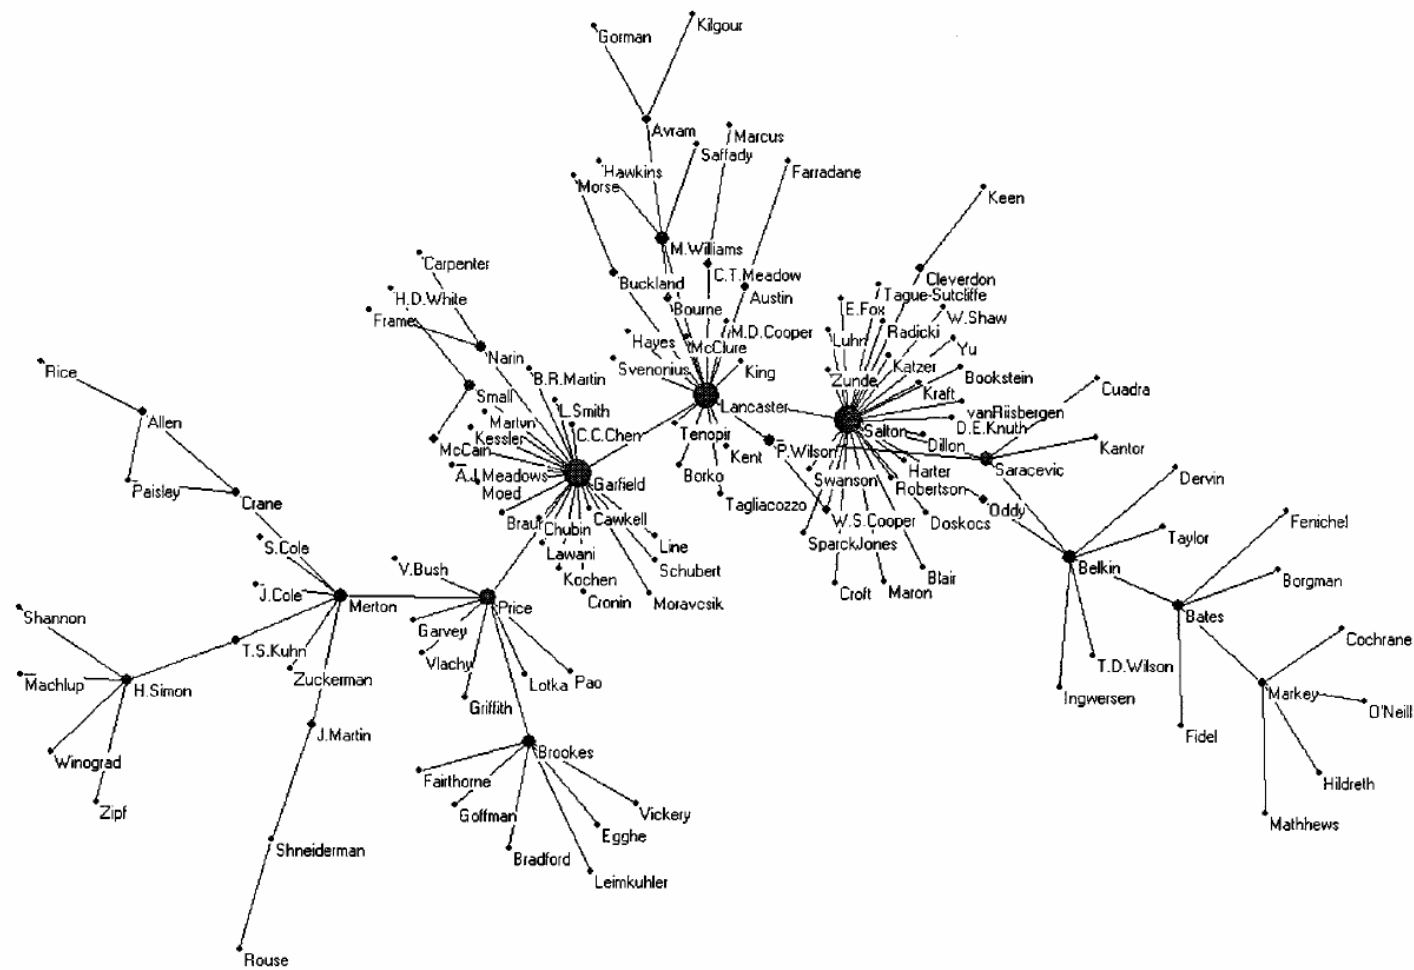 Kilgour
Gorman
Avram
Marcus
Saffady
Hawkins
Farradane
Morse
Keen
M.Williams
Carpenter
C.T.Meadow
Cleverdon
Buckland
H.D.White
Tague-Sutcliffe
Austin
Bourne
E.Fox
Frame
W.Shaw
M.D.Cooper
Radicki
Hayes
Luhn
McClure
Yu
Narin
Katzer
Svenonius
King
Rice
B.R.Martin
Zunde
Bookstein
Cuadra
Small
Kraft
L.Smith
Lancaster
vanRijsbergen
Allen
Martyn
D.E.Knuth
Kessler
C.C.Chen
Tenopir
Salton
Dillon
McCain
Kent
P.Wilson
Kantor
A.J.Meadows
Borko
Harter
Saracevic
Paisley
Moed
Garfield
Swanson
Robertson
Dervin
Crane
Tagliacozzo
Oddy
Braun
Chubin
Cawkell
W.S.Cooper
Doskocs
Fenichel
S.Cole
Lawani
Line
SparckJones
Taylor
V.Bush
Kochen
Schubert
Belkin
J.Cole
Merton
Price
Cronin
Moravcsik
Croft
Maron
Blair
Borgman
Shannon
Garvey
Bates
T.S.Kuhn
Vlachy
Cochrane
Machlup
H.Simon
Zuckerman
Lotka
Pao
T.D.Wilson
Griffith
Ingwersen
Markey
O'Neill
J.Martin
Fidel
Winograd
Brookes
Fairthorne
Hildreth
Zipf
Goffman
Vickery
Egghe
Mathhews
Shneiderman
Bradford
Leimkuhler
Rouse